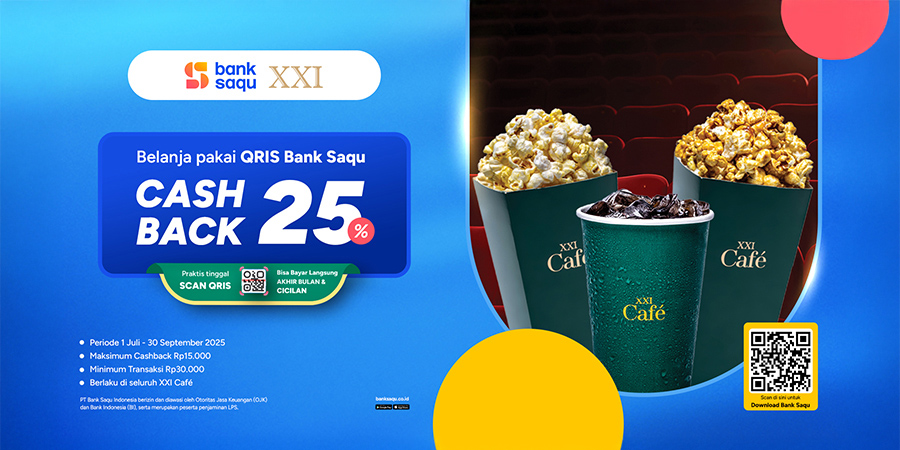 bank
saqu
XXI
Belanja pakai QRIS Bank Saqu
CASH
BACK
25%
Praktis tinggal
SCAN QRIS
Bisa Bayar Langsung
AKHIR BULAN &
CICILAN
Periode 1 Juli - 30 September 2025
Maksimum Cashback Rp15.000
Minimum Transaksi Rp30.000
Berlaku di seluruh XXI Café
PT Bank Saqu Indonesia berizin dan diawasi oleh Otoritas Jasa Keuangan (OJK)
dan Bank Indonesia (BI), serta merupakan peserta penjaminan LPS.
banksaqu.co.id
XXI
Café
XXI
Café
XXI
Café
Scan di sini untuk
Download Bank Saqu